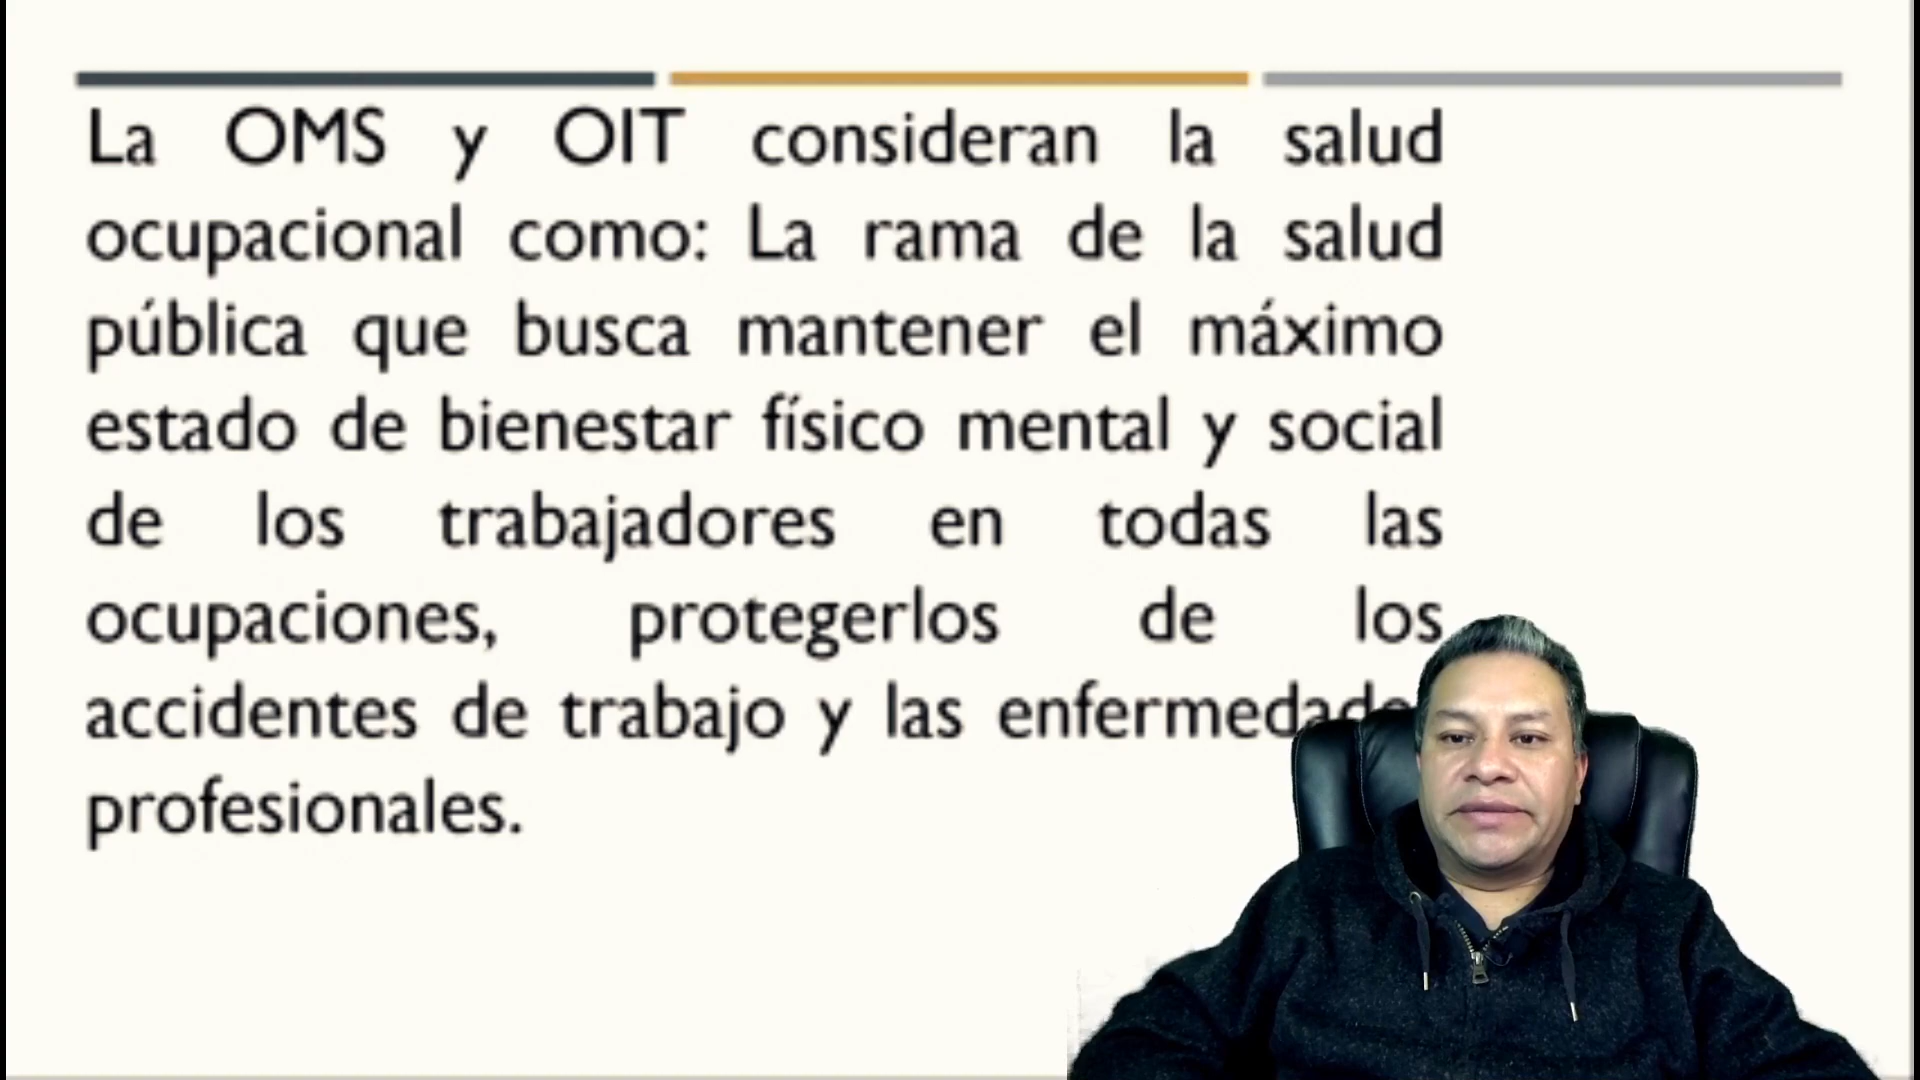 La OMS y OIT consideran la salud
ocupacional como: La rama de la salud
pública que busca mantener el máximo
estado de bienestar físico mental y social
de los trabajadores en todas las
ocupaciones, protegerlos de los
accidentes de trabajo y las
profesionales.